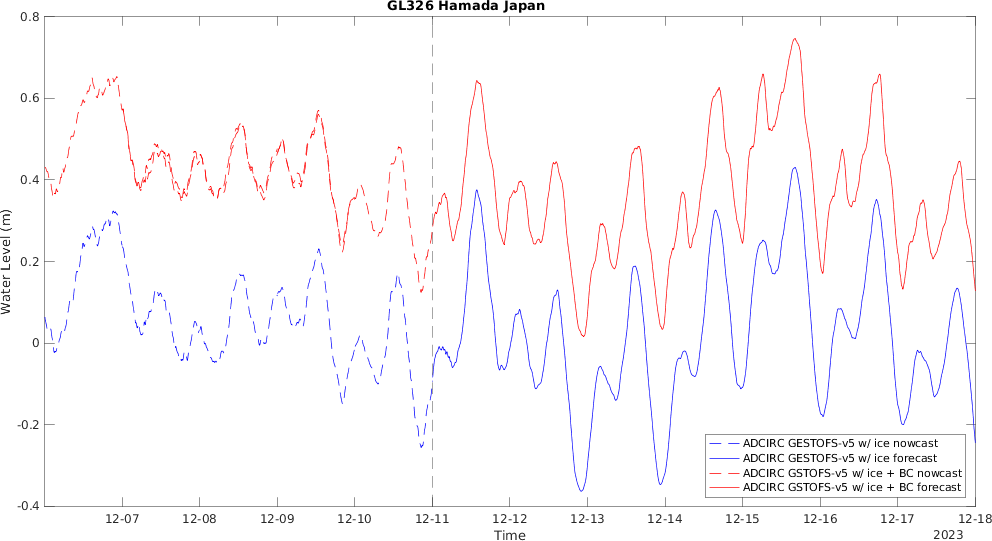 GL326 Hamada Japan
0.8
0.6
0.4
0.2
0
-0.2
-0.4
Water Level (m)
12-07 12-08 12-09 12-10 12-11 12-12 12-13 12-14 12-15 12-16 12-17 12-18
Time
2023
ADCIRC GESTOFS-v5 w/ ice nowcast
ADCIRC GESTOFS-v5 w/ ice forecast
ADCIRC GSTOFS-v5 w/ ice + BC nowcast
ADCIRC GSTOFS-v5 w/ ice + BC forecast